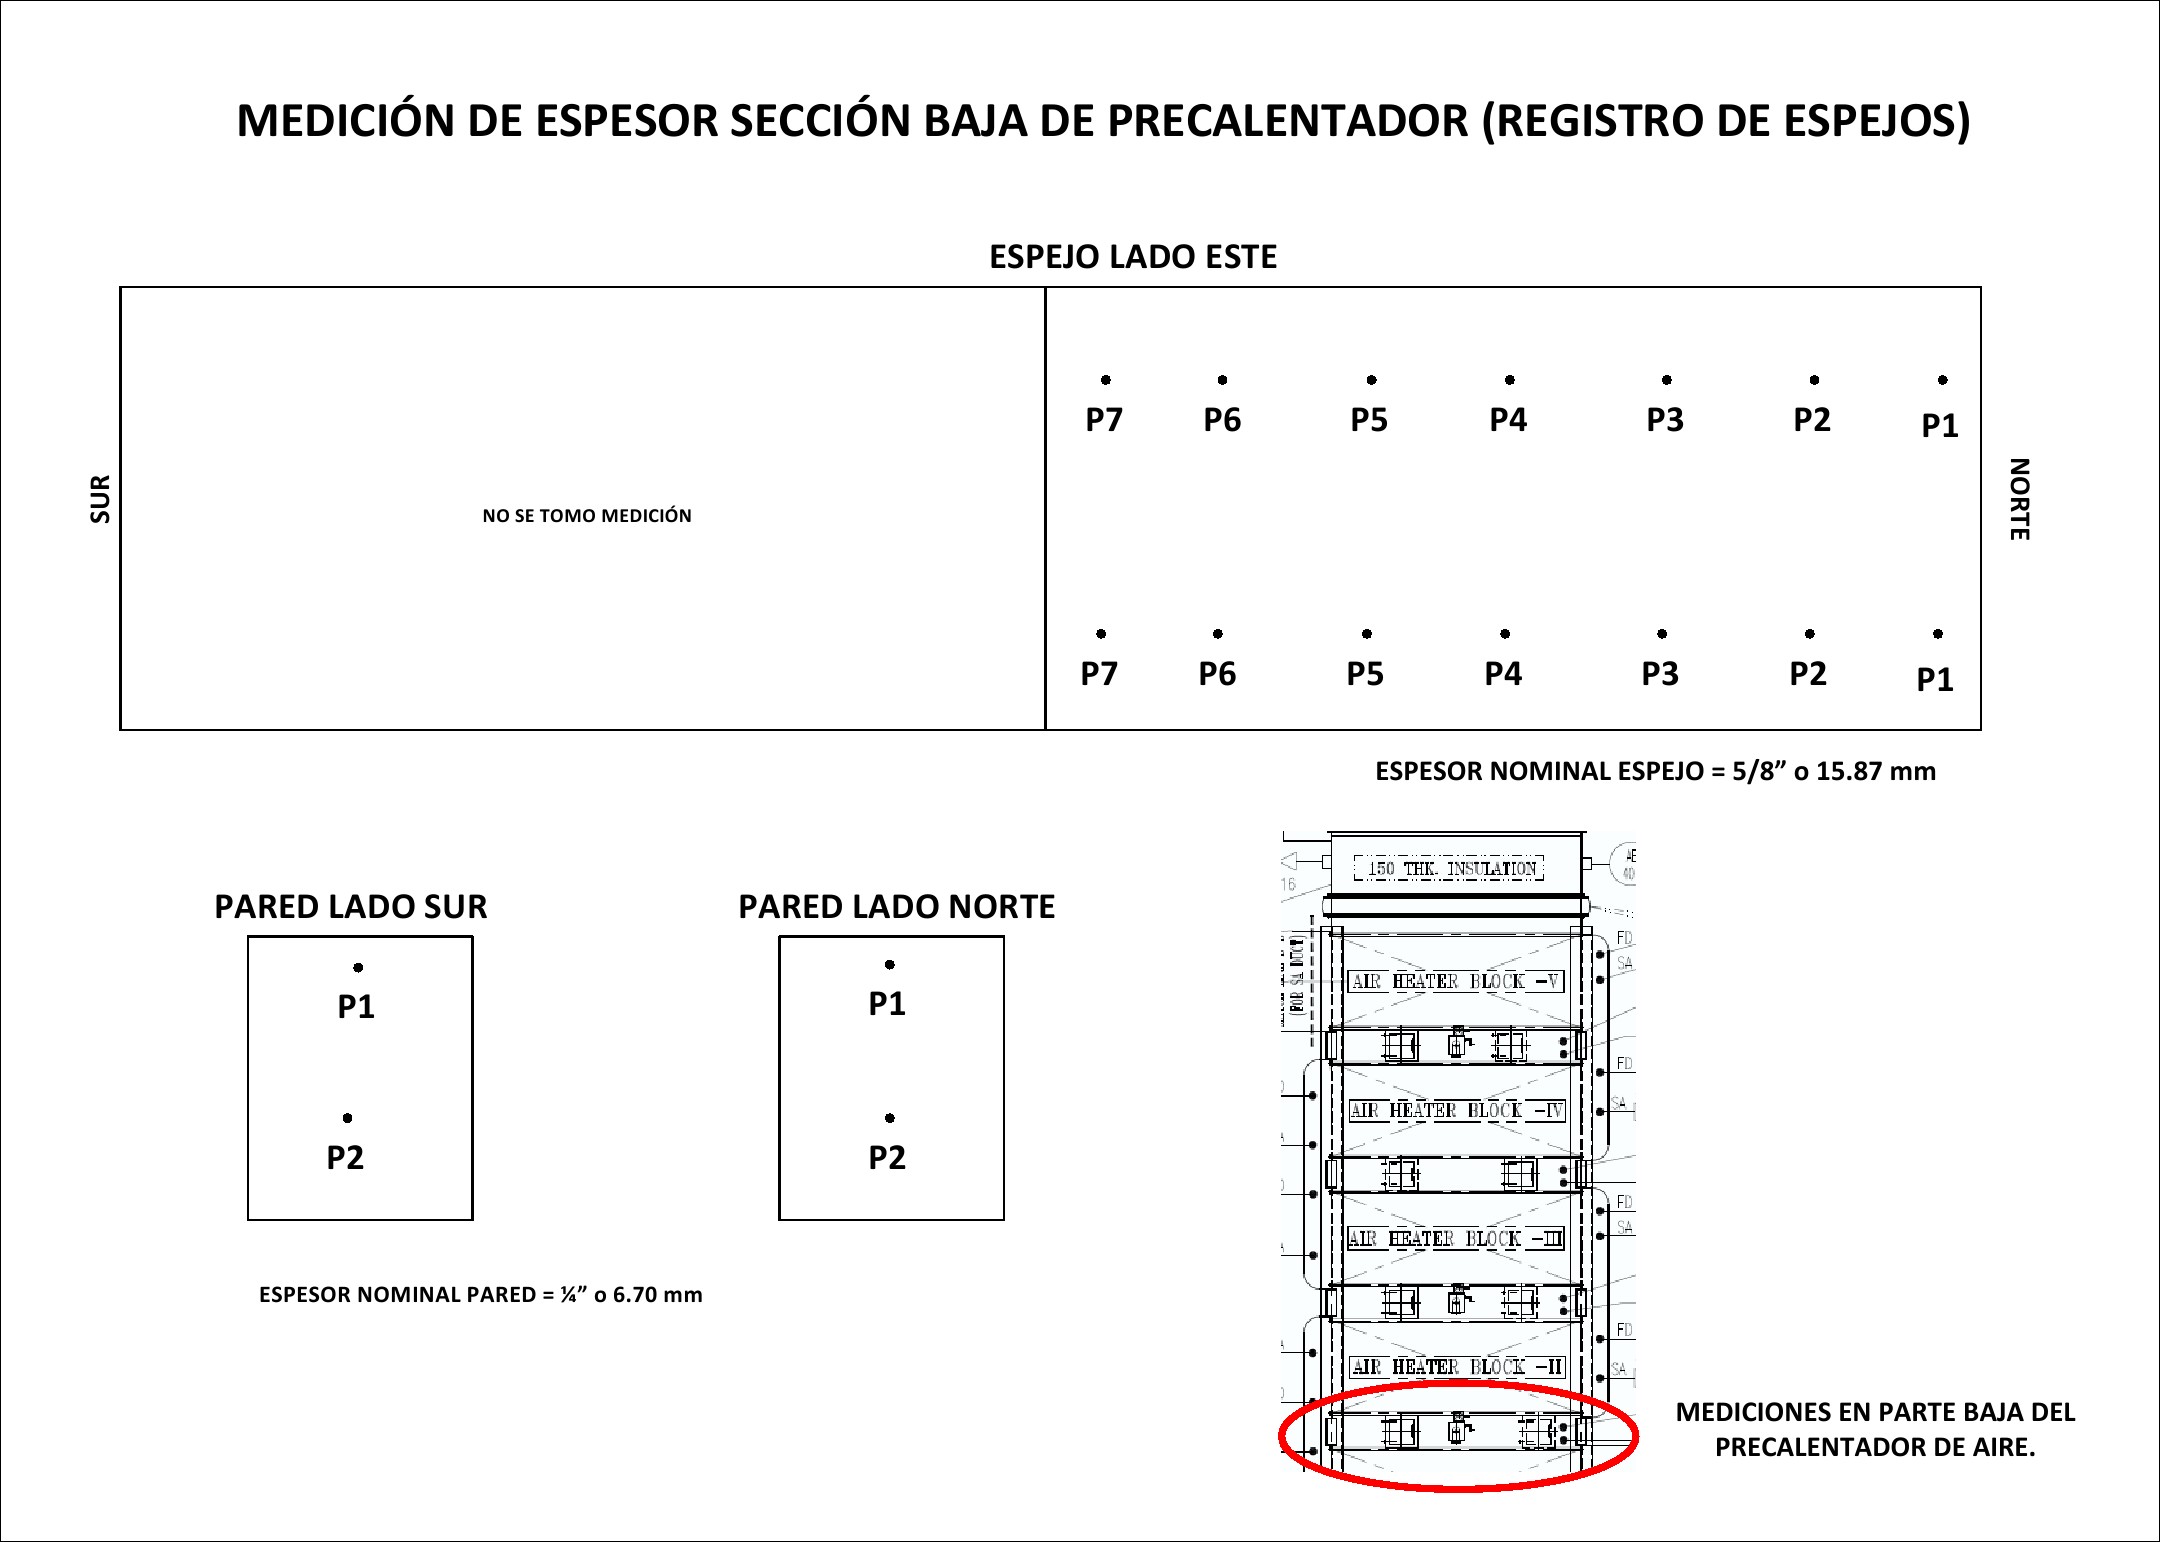 MEDICIÓN DE ESPESOR SECCIÓN BAJA DE PRECALENTADOR (REGISTRO DE ESPEJOS)
ESPEJO LADO ESTE
P7 P6 P5 P4 P3 P2 P1
SUR
NO SE TOMO MEDICIÓN
NORTE
P7 P6 P5 P4 P3 P2 P1
ESPESOR NOMINAL ESPEJO = 5/8” o 15.87 mm
PARED LADO SUR
P1
P2
PARED LADO NORTE
P1
P2
ESPESOR NOMINAL PARED = ¼” o 6.70 mm
150 THK. INSULATION
16
40
(FOR SA DUCT)
FD
SA
AIR HEATER BLOCK -V
FD
SA
AIR HEATER BLOCK -IV
FD
SA
AIR HEATER BLOCK -III
FD
SA
AIR HEATER BLOCK -II
MEDICIONES EN PARTE BAJA DEL
PRECALENTADOR DE AIRE.